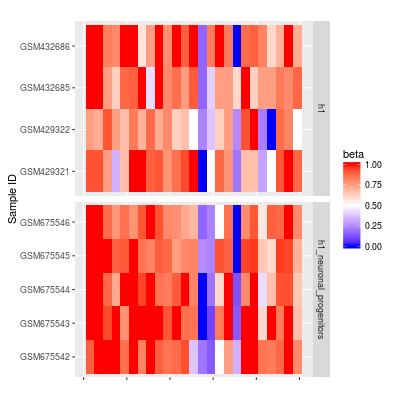 Sample ID
GSM432686
GSM432685
GSM429322
GSM429321
h1
GSM675546
GSM675545
GSM675544
GSM675543
GSM675542
h1_neuronal_progenitors
beta
1.00
0.75
0.50
0.25
0.00